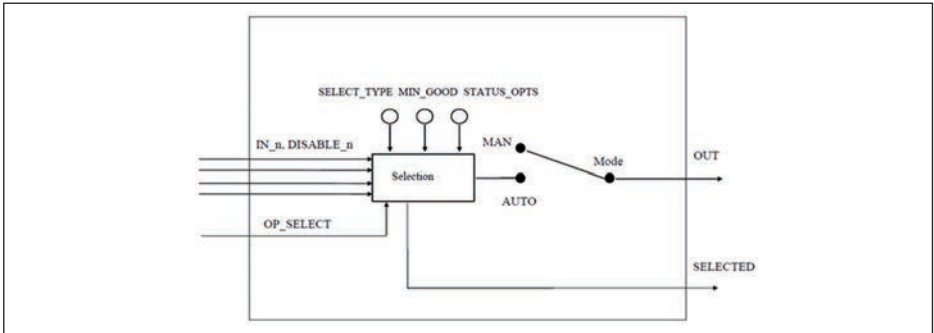 SELECT_TYPE MIN_GOOD STATUS_OPTS
IN_n, DISABLE_n
MAN
Mode
OUT
Selection
AUTO
OP_SELECT
SELECTED